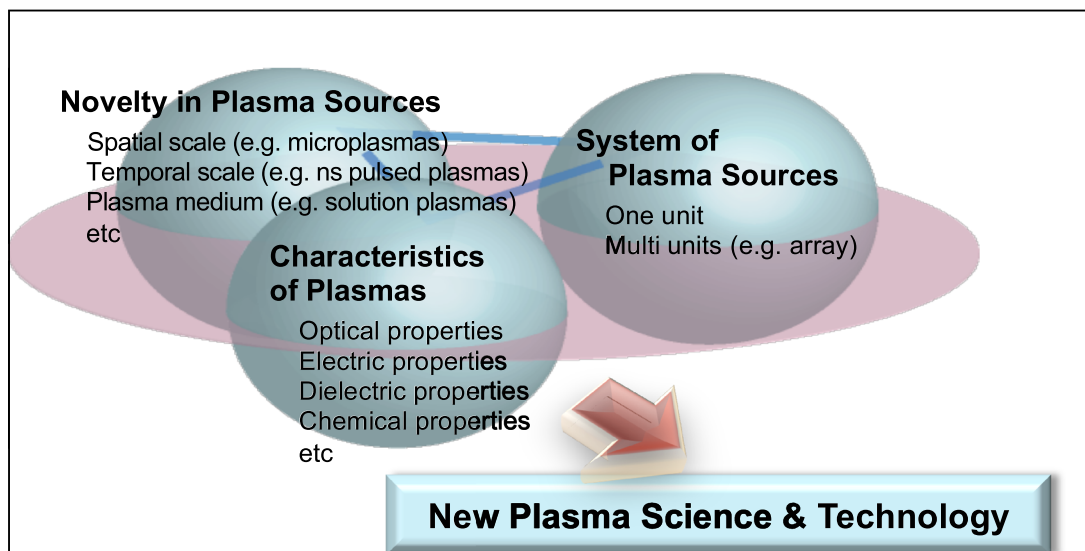 Novelty in Plasma Sources
Spatial scale (e.g. microplasmas)
Temporal scale (e.g. ns pulsed plasmas)
Plasma medium (e.g. solution plasmas)
etc
System of
Plasma Sources
One unit
Multi units (e.g. array)
Characteristics
of Plasmas
Optical properties
Electric properties
Dielectric properties
Chemical properties
etc
New Plasma Science & Technology